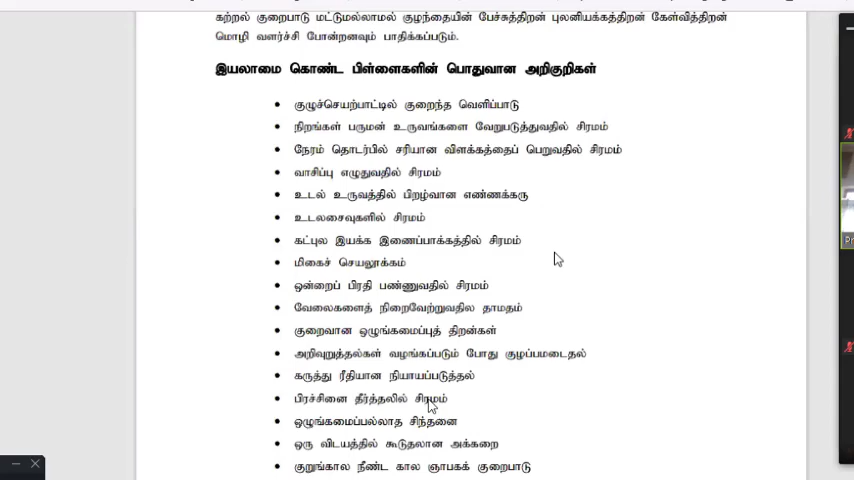 கற்றல் குறைபாடு மட்டுமல்லாமல் குழந்தையின் பேச்சுத்திறன் புலனியக்கத்திறன் கேள்வித்திறன்
மொழி வளர்ச்சி போன்றனவும் பாதிக்கப்படும்.
இயலாமை கொண்ட பிள்ளைகளின் பொதுவான அறிகுறிகள்
• குழுச்செயற்பாட்டில் குறைந்த வெளிப்பாடு
• நிறங்கள் பருமன் உருவங்களை வேறுபடுத்துவதில் சிரமம்
• நேரம் தொடர்பில் சரியான விளக்கத்தைப் பெறுவதில் சிரமம்
• வாசிப்பு எழுதுவதில் சிரமம்
• உடல் உருவத்தில் பிறழ்வான எண்ணக்கரு
• உடலசைவுகளில் சிரமம்
• கட்புல இயக்க இணைப்பாக்கத்தில் சிரமம்
• மிகைச் செயலூக்கம்
• ஒன்றைப் பிரதி பண்ணுவதில் சிரமம்
• வேலைகளைத் நிறைவேற்றுவதில தாமதம்
• குறைவான ஒழுங்கமைப்புத் திறன்கள்
• அறிவுறுத்தல்கள் வழங்கப்படும் போது குழப்பமடைதல்
• கருத்து ரீதியான நியாயப்படுத்தல்
• பிரச்சினை தீர்த்தலில் சிரமம்
• ஒழுங்கமைப்பல்லாத சிந்தனை
• ஒரு விடயத்தில் கூடுதலான அக்கறை
• குறுங்கால நீண்ட கால ஞாபகக் குறைபாடு